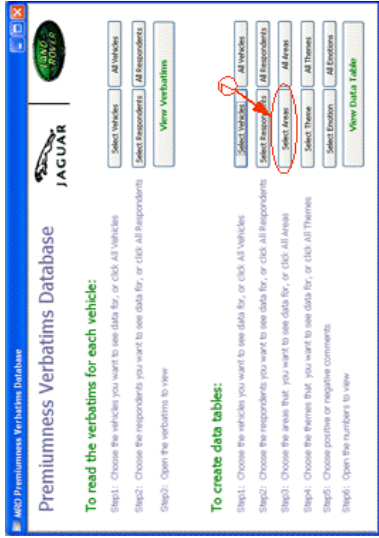 MRD Premiumness Verbatims Database
Premiumness Verbatims Database
JAGUAR
LAND ROVER
To read the verbatims for each vehicle:
Step1: Choose the vehicles you want to see data for, or click All Vehicles
Select Vehicles
All Vehicles
Step2: Choose the respondents you want to see data for, or click All Respondents
Select Respondents
All Respondents
Step3: Open the verbatims to view
View Verbatims
To create data tables:
Step1: Choose the vehicles you want to see data for, or click All Vehicles
Select Vehicles
All Vehicles
Step2: Choose the respondents you want to see data for, or click All Respondents
Select Respondents
All Respondents
Step3: Choose the areas that you want to see data for, or click All Areas
Select Areas
All Areas
Step4: Choose the themes that you want to see data for, or click All Themes
Select Theme
All Themes
Step5: Choose positive or negative comments
Select Emotion
All Emotions
Step6: Open the numbers to view
View Data Table